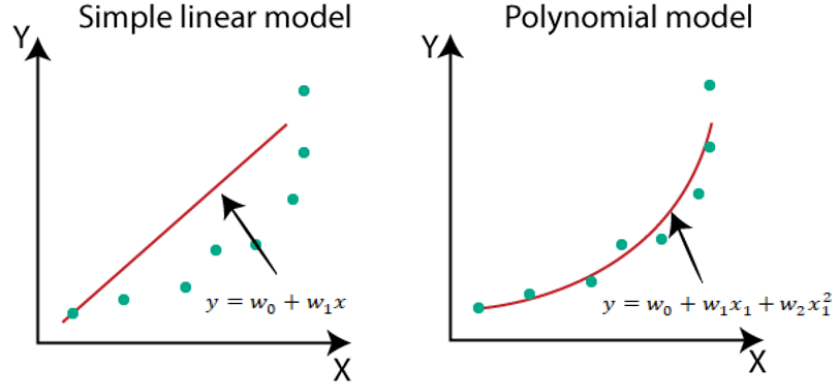 Simple linear model
Y
y = w₀ + w₁x
X
Polynomial model
Y
y = w₀ + w₁x₁ + w₂x₁²
X